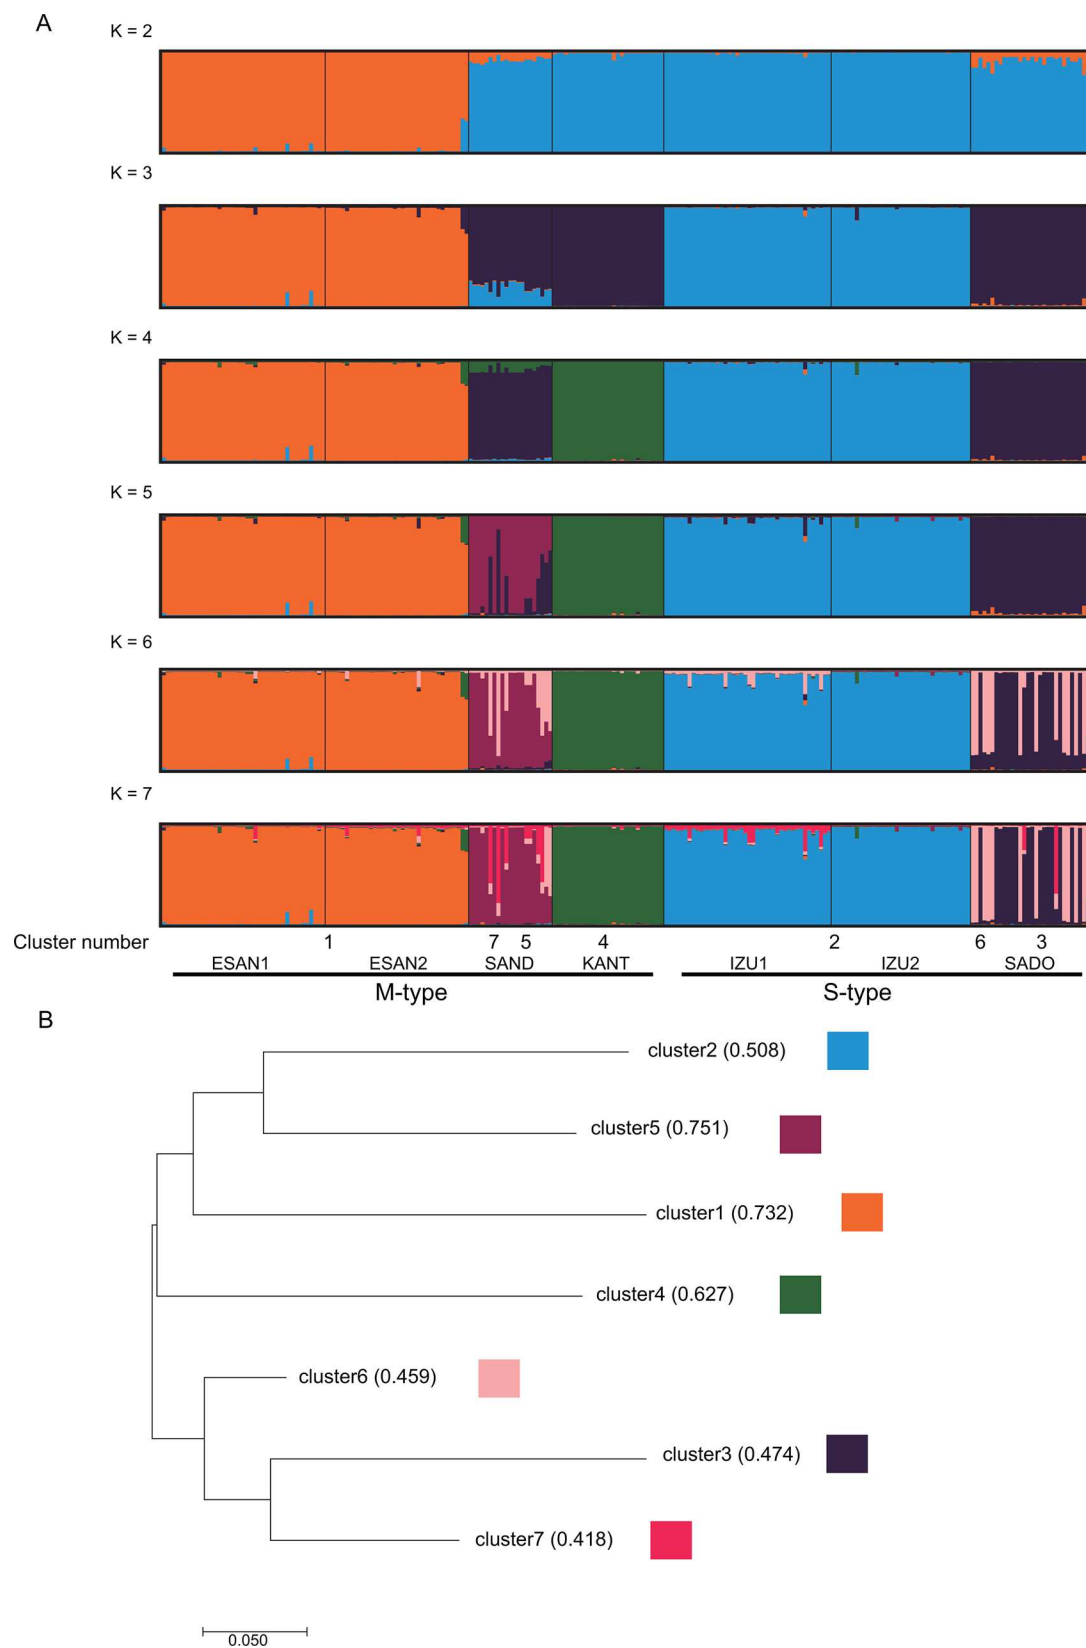 A
K = 2
K = 3
K = 4
K = 5
K = 6
K = 7
Cluster number 1 7 5 4 2 6 3
ESAN1 ESAN2 SAND KANT IZU1 IZU2 SADO
M-type S-type
B
cluster2 (0.508)
cluster5 (0.751)
cluster1 (0.732)
cluster4 (0.627)
cluster6 (0.459)
cluster3 (0.474)
cluster7 (0.418)
0.050